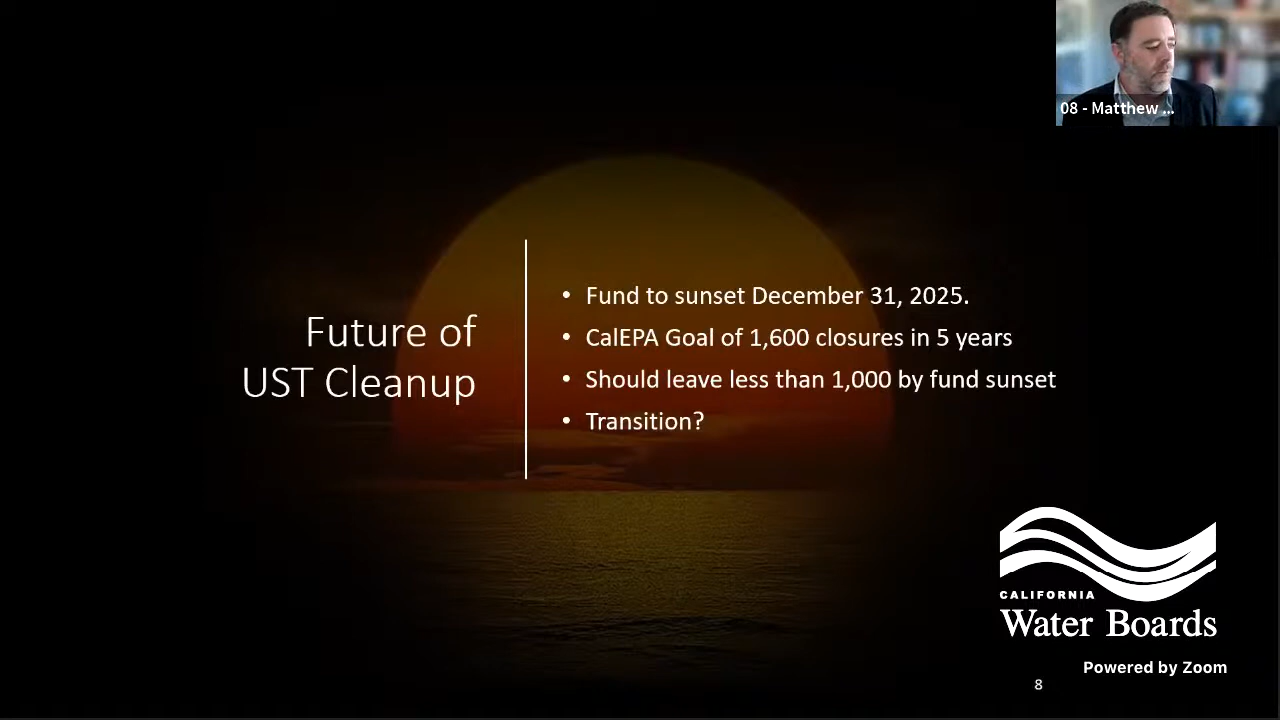 08 - Matthew ...
Future of
UST Cleanup
• Fund to sunset December 31, 2025.
• CalEPA Goal of 1,600 closures in 5 years
• Should leave less than 1,000 by fund sunset
• Transition?
CALIFORNIA
Water Boards
Powered by Zoom
8